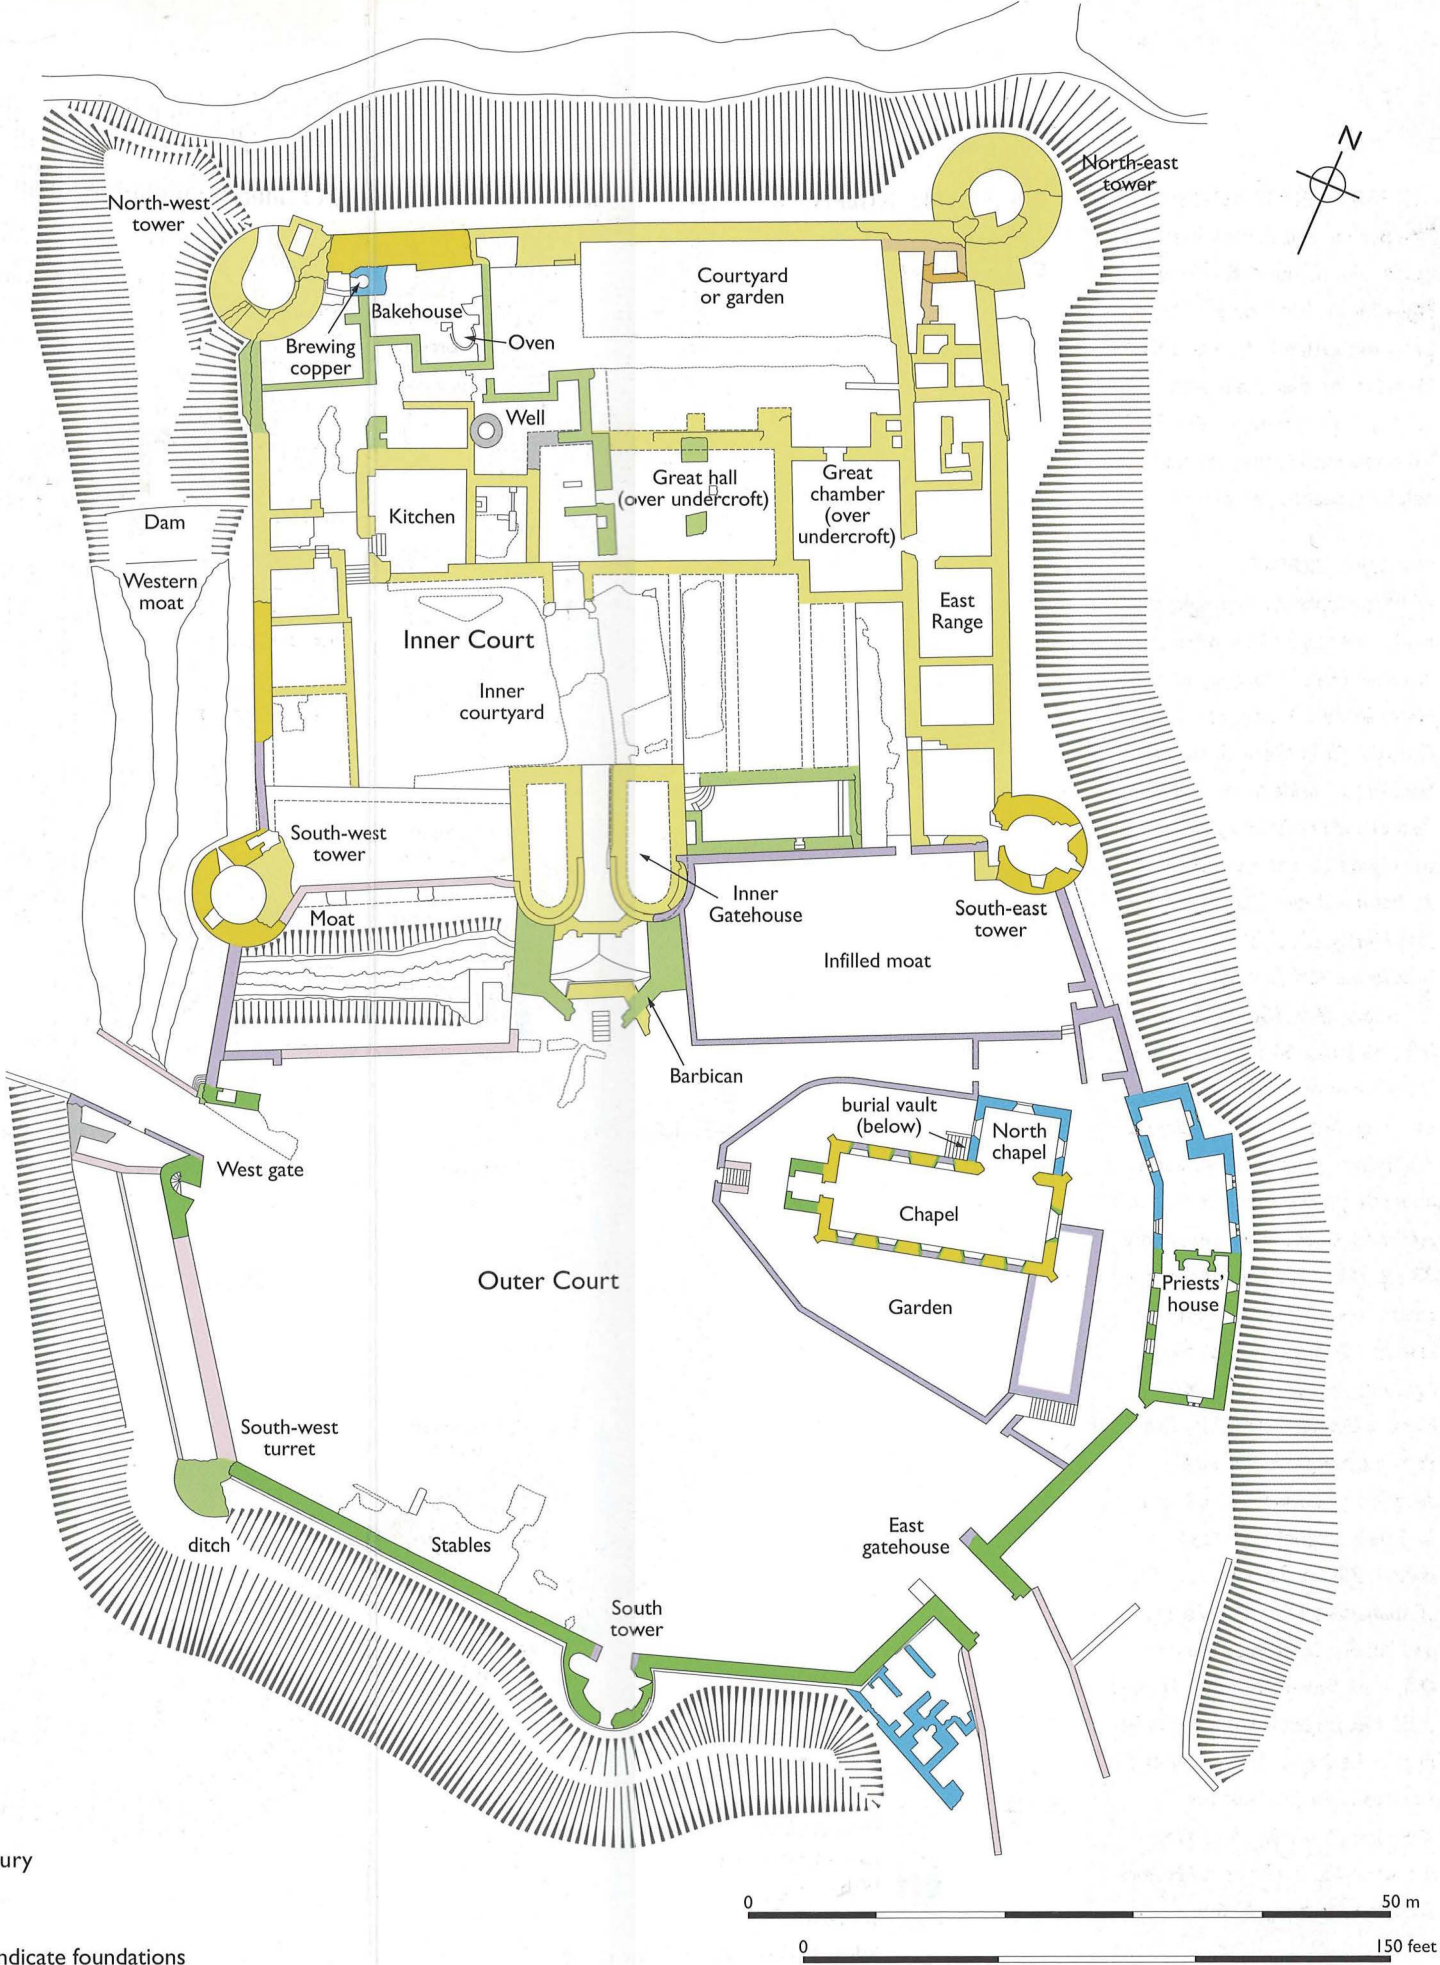 N
North-east
tower
North-west
tower
Courtyard
or garden
Bakehouse
Oven
Brewing
copper
Well
Great hall
(over undercroft)
Great
chamber
(over
undercroft)
Kitchen
Dam
Western
moat
East
Range
Inner Court
Inner
courtyard
South-west
tower
Moat
Inner
Gatehouse
South-east
tower
Infilled moat
Barbican
burial vault
(below)
North
chapel
West gate
Chapel
Outer Court
Garden
Priests'
house
South-west
turret
ditch
Stables
East
gatehouse
South
tower
ury
0 50 m
0 150 feet
ndicate foundations